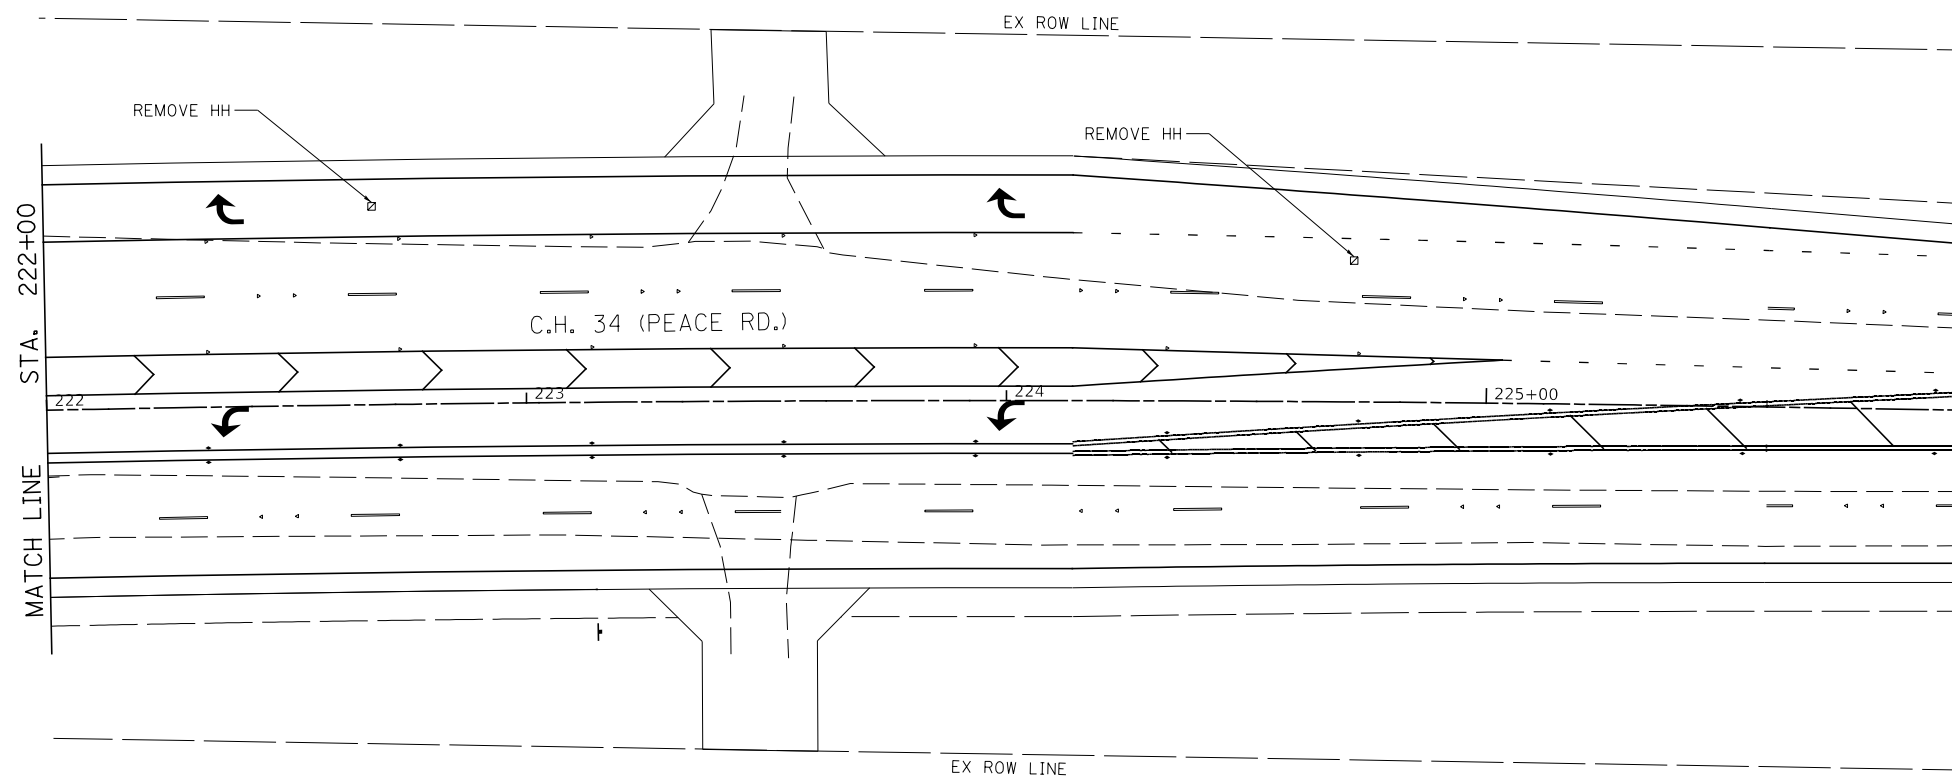 EX ROW LINE
REMOVE HH
REMOVE HH
C.H. 34 (PEACE RD.)
222
223
224
225+00
MATCH LINE STA. 222+00
EX ROW LINE